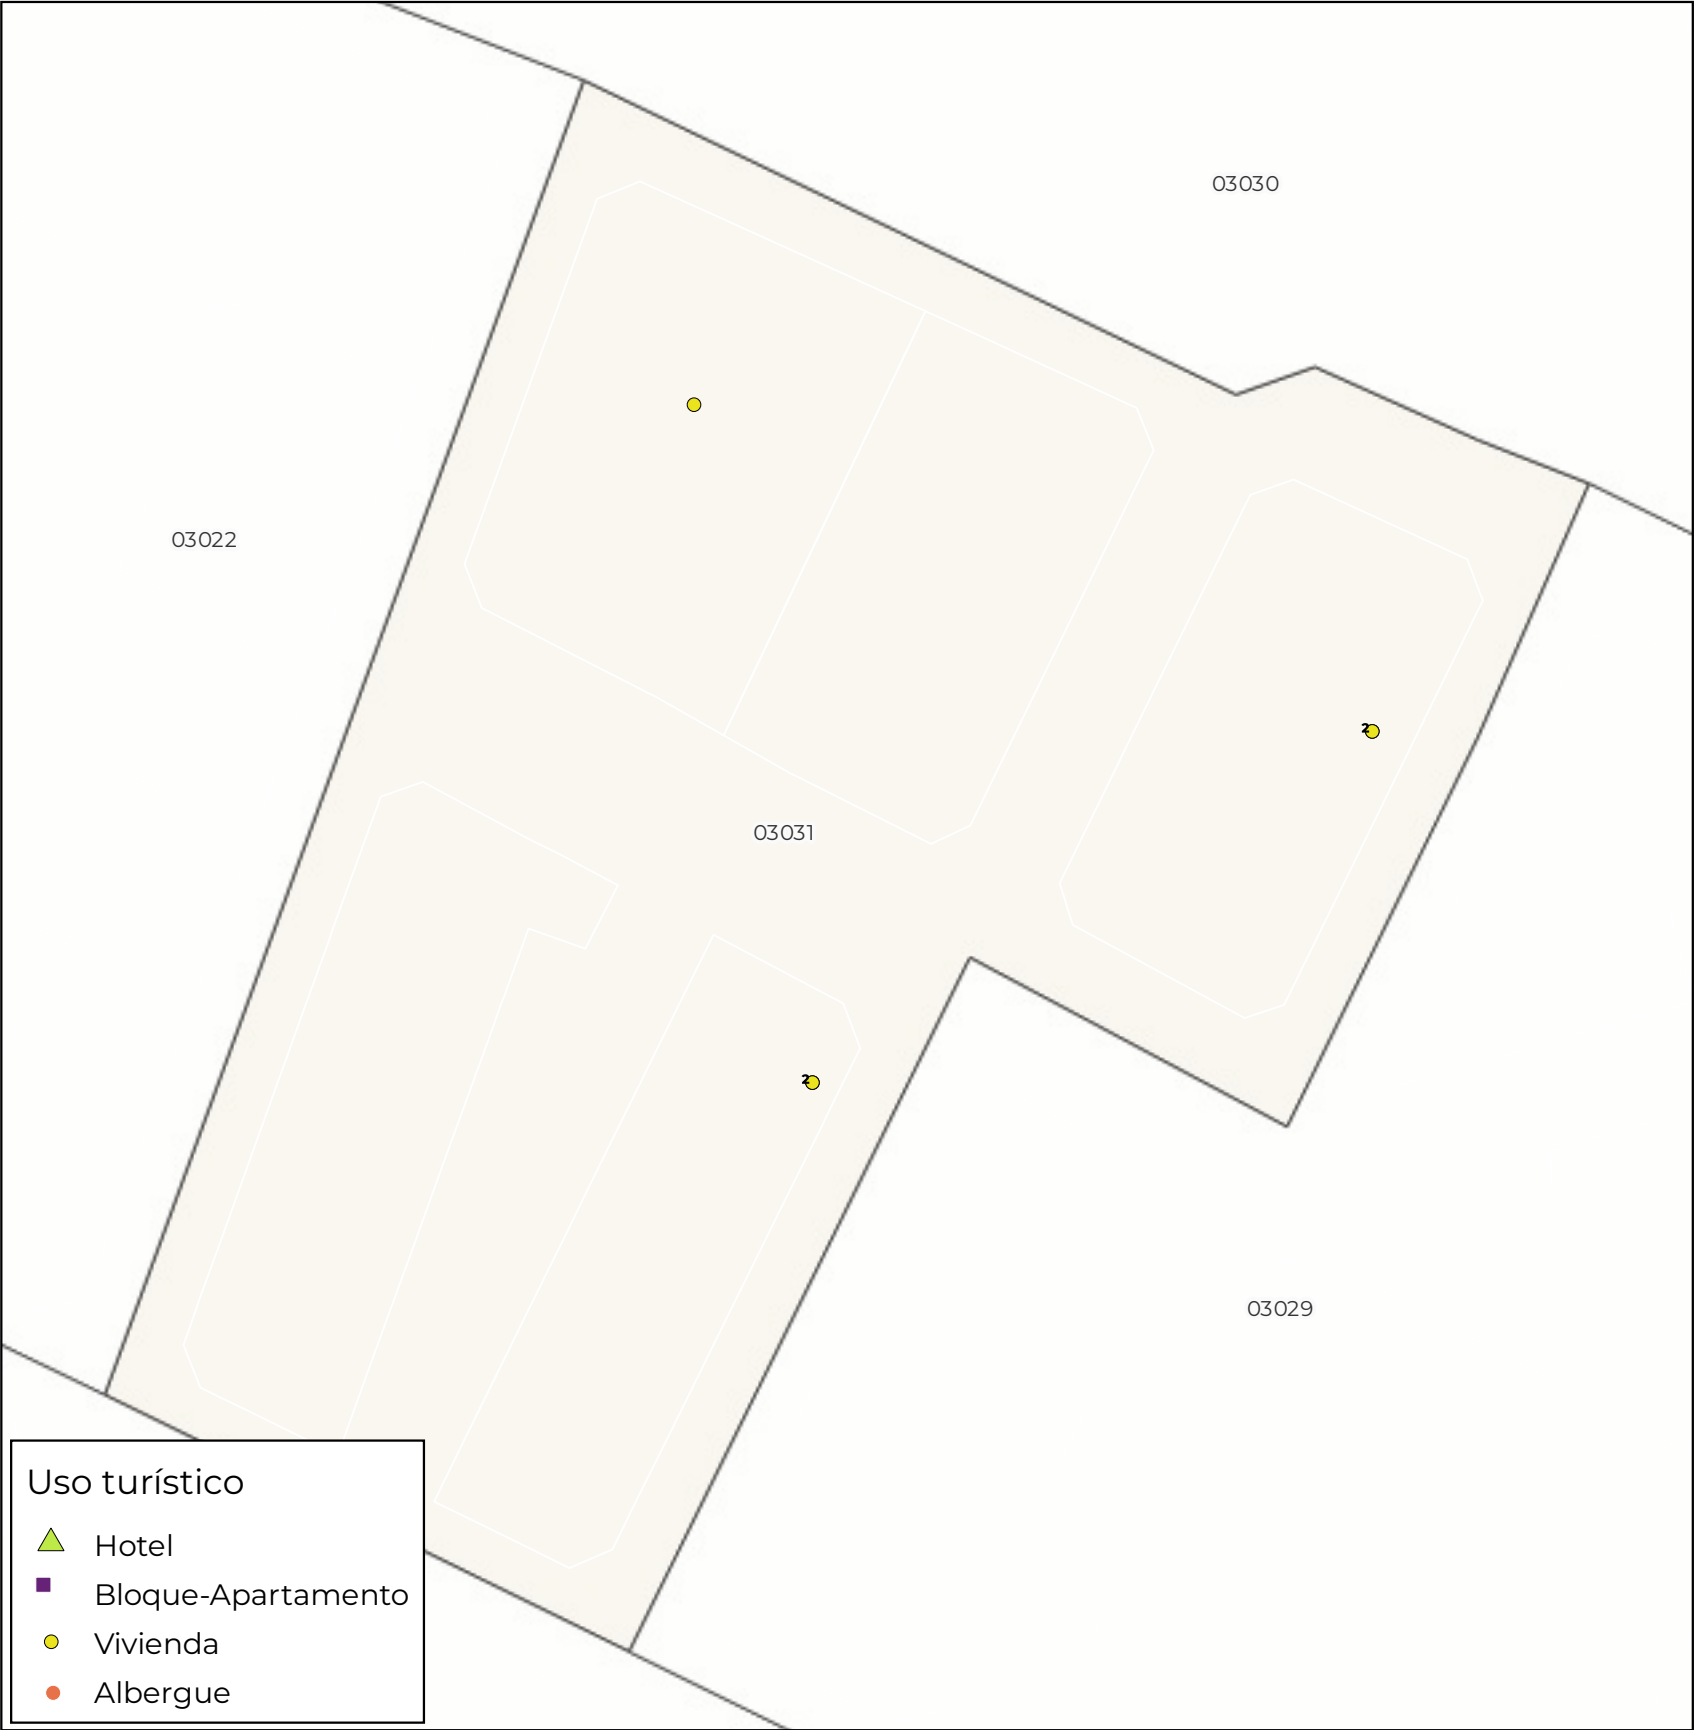 03030
03022
2
03031
2
03029
Uso turístico
Hotel
Bloque-Apartamento
Vivienda
Albergue